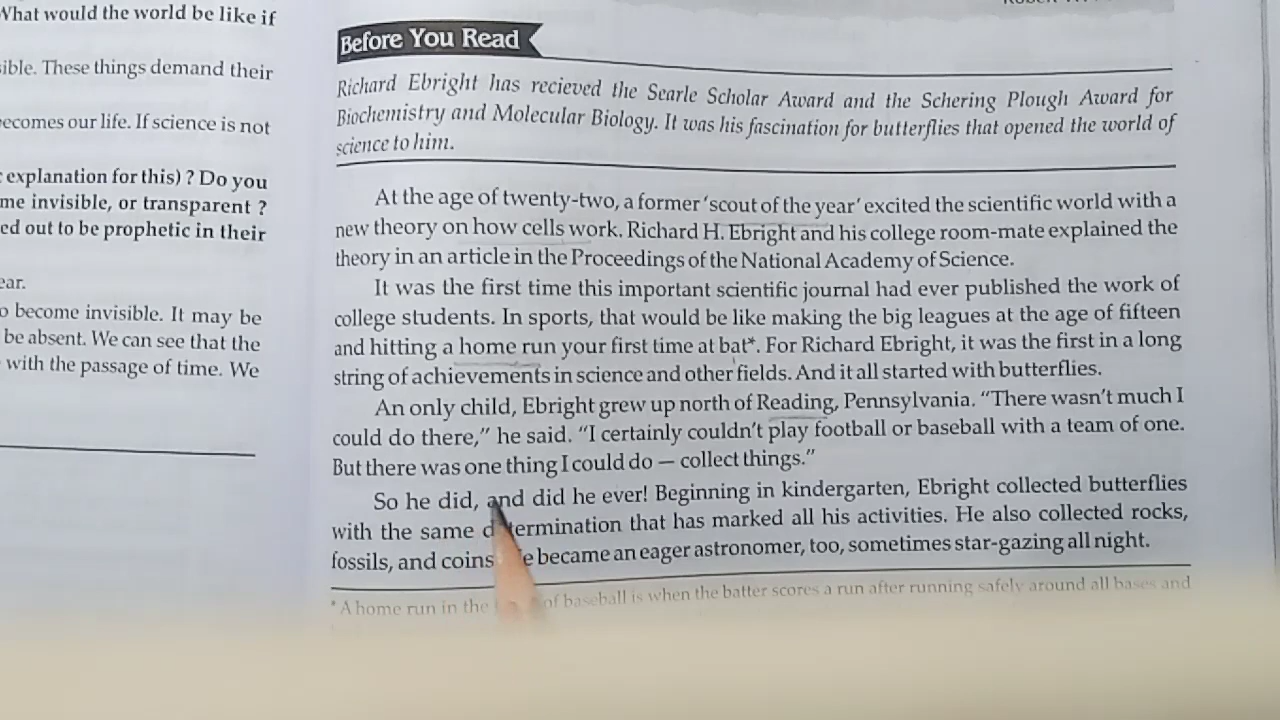 What would the world be like if
ible. These things demand their
ecomes our life. If science is not
explanation for this) ? Do you
me invisible, or transparent ?
ed out to be prophetic in their
ear.
o become invisible. It may be
be absent. We can see that the
with the passage of time. We
Before You Read
Richard Ebright has recieved the Searle Scholar Award and the Schering Plough Award for
Biochemistry and Molecular Biology. It was his fascination for butterflies that opened the world of
science to him.
At the age of twenty-two, a former 'scout of the year' excited the scientific world with a
new theory on how cells work. Richard H. Ebright and his college room-mate explained the
theory in an article in the Proceedings of the National Academy of Science.
It was the first time this important scientific journal had ever published the work of
college students. In sports, that would be like making the big leagues at the age of fifteen
and hitting a home run your first time at bat*. For Richard Ebright, it was the first in a long
string of achievements in science and other fields. And it all started with butterflies.
An only child, Ebright grew up north of Reading, Pennsylvania. "There wasn't much I
could do there," he said. "I certainly couldn't play football or baseball with a team of one.
But there was one thing I could do — collect things."
So he did, and did he ever! Beginning in kindergarten, Ebright collected butterflies
with the same determination that has marked all his activities. He also collected rocks,
fossils, and coins. He became an eager astronomer, too, sometimes star-gazing all night.
*A home run in the of baseball is when the batter scores a run after running safely around all bases and